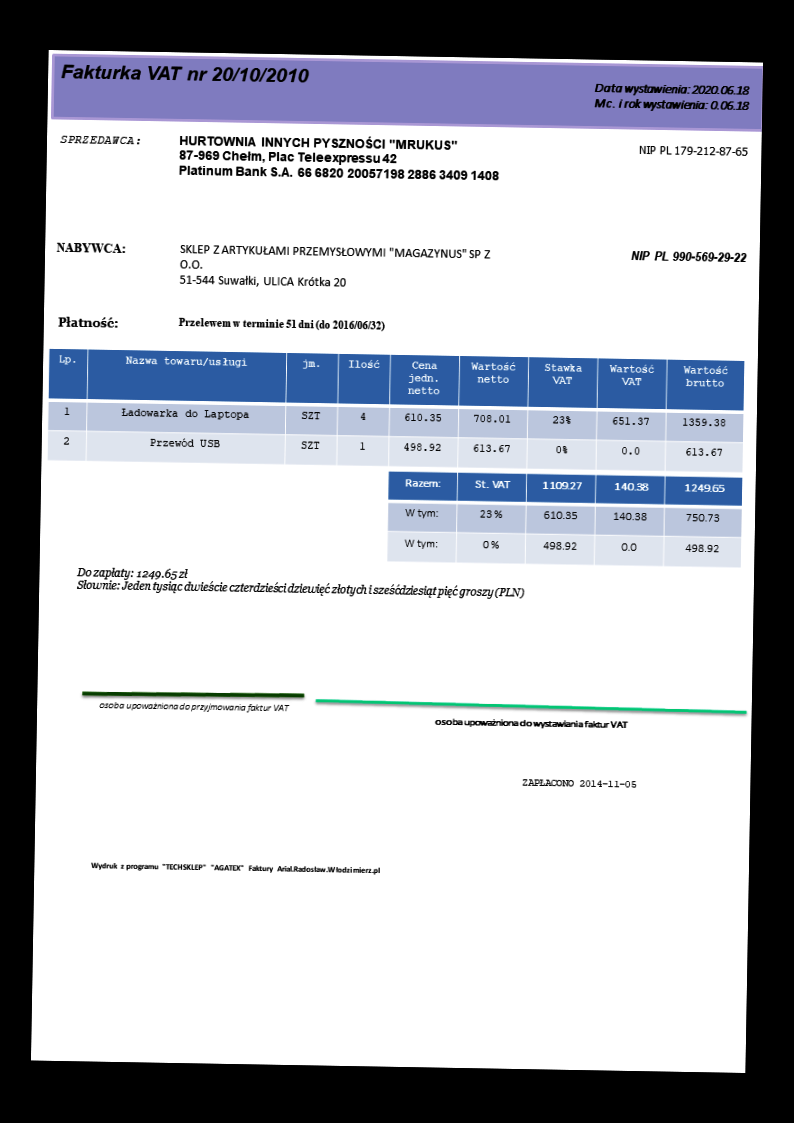 Fakturka VAT nr 20/10/2010
Data wystawienia: 2020.06.18
Mc. i rok wystawienia: 0.06.18
SPRZEDAWCA:
HURTOWNIA INNYCH PYSZNOŚCI "MRUKUS"
87-969 Chełm, Plac Teleexpressu 42
Platinum Bank S.A. 66 6820 20057198 2886 3409 1408
NIP PL 179-212-87-65
NABYWCA:
SKLEP Z ARTYKUŁAMI PRZEMYSŁOWYMI "MAGAZYNUS" SP Z
O.O.
51-544 Suwałki, ULICA Krótka 20
NIP PL 990-569-29-22
Płatność:
Przelewem w terminie 51 dni (do 2016/06/32)
Lp. Nazwa towaru/usługi jm. Ilość Cena jedn. netto Wartość netto Stawka VAT Wartość VAT Wartość brutto
1 Ładowarka do Laptopa SZT 4 610.35 708.01 23% 651.37 1359.38
2 Przewód USB SZT 1 498.92 613.67 0% 0.0 613.67
Razem: St. VAT 1109.27 140.38 1249.65
W tym: 23 % 610.35 140.38 750.73
W tym: 0 % 498.92 0.0 498.92
Do zapłaty: 1249.65 zł
Słownie: Jeden tysiąc dwieście czterdzieści dziewięć złotych i sześćdziesiąt pięć groszy (PLN)
osoba upoważniona do przyjmowania faktur VAT
osoba upoważniona do wystawiania faktur VAT
ZAPŁACONO 2014-11-05
Wydruk z programu "TECHSKLEP" "AGATEX" Faktury Arial.Radosław.Włodzimierz.pl